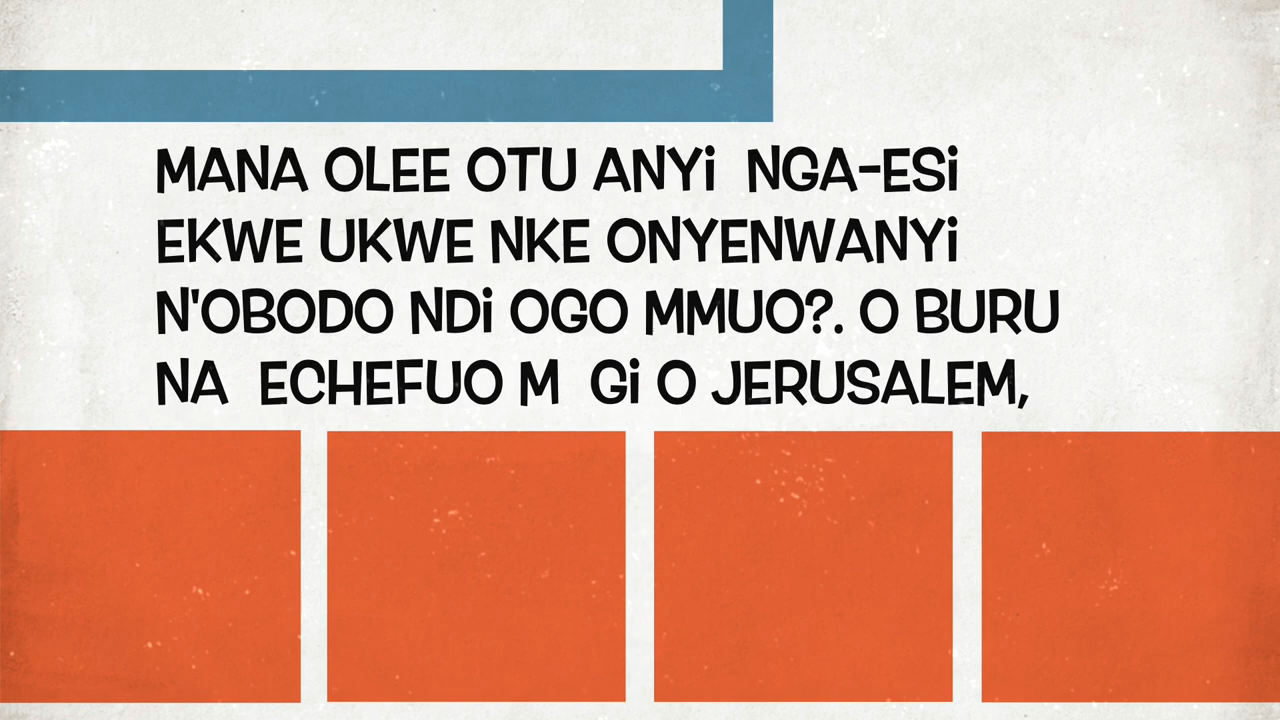 MANA OLEE OTU ANYi NGA-ESi
EKWE UKWE NKE ONYENWANYi
N'OBODO NDi OGO MMUO?. O BURU
NA ECHEFUO M Gi O JERUSALEM,